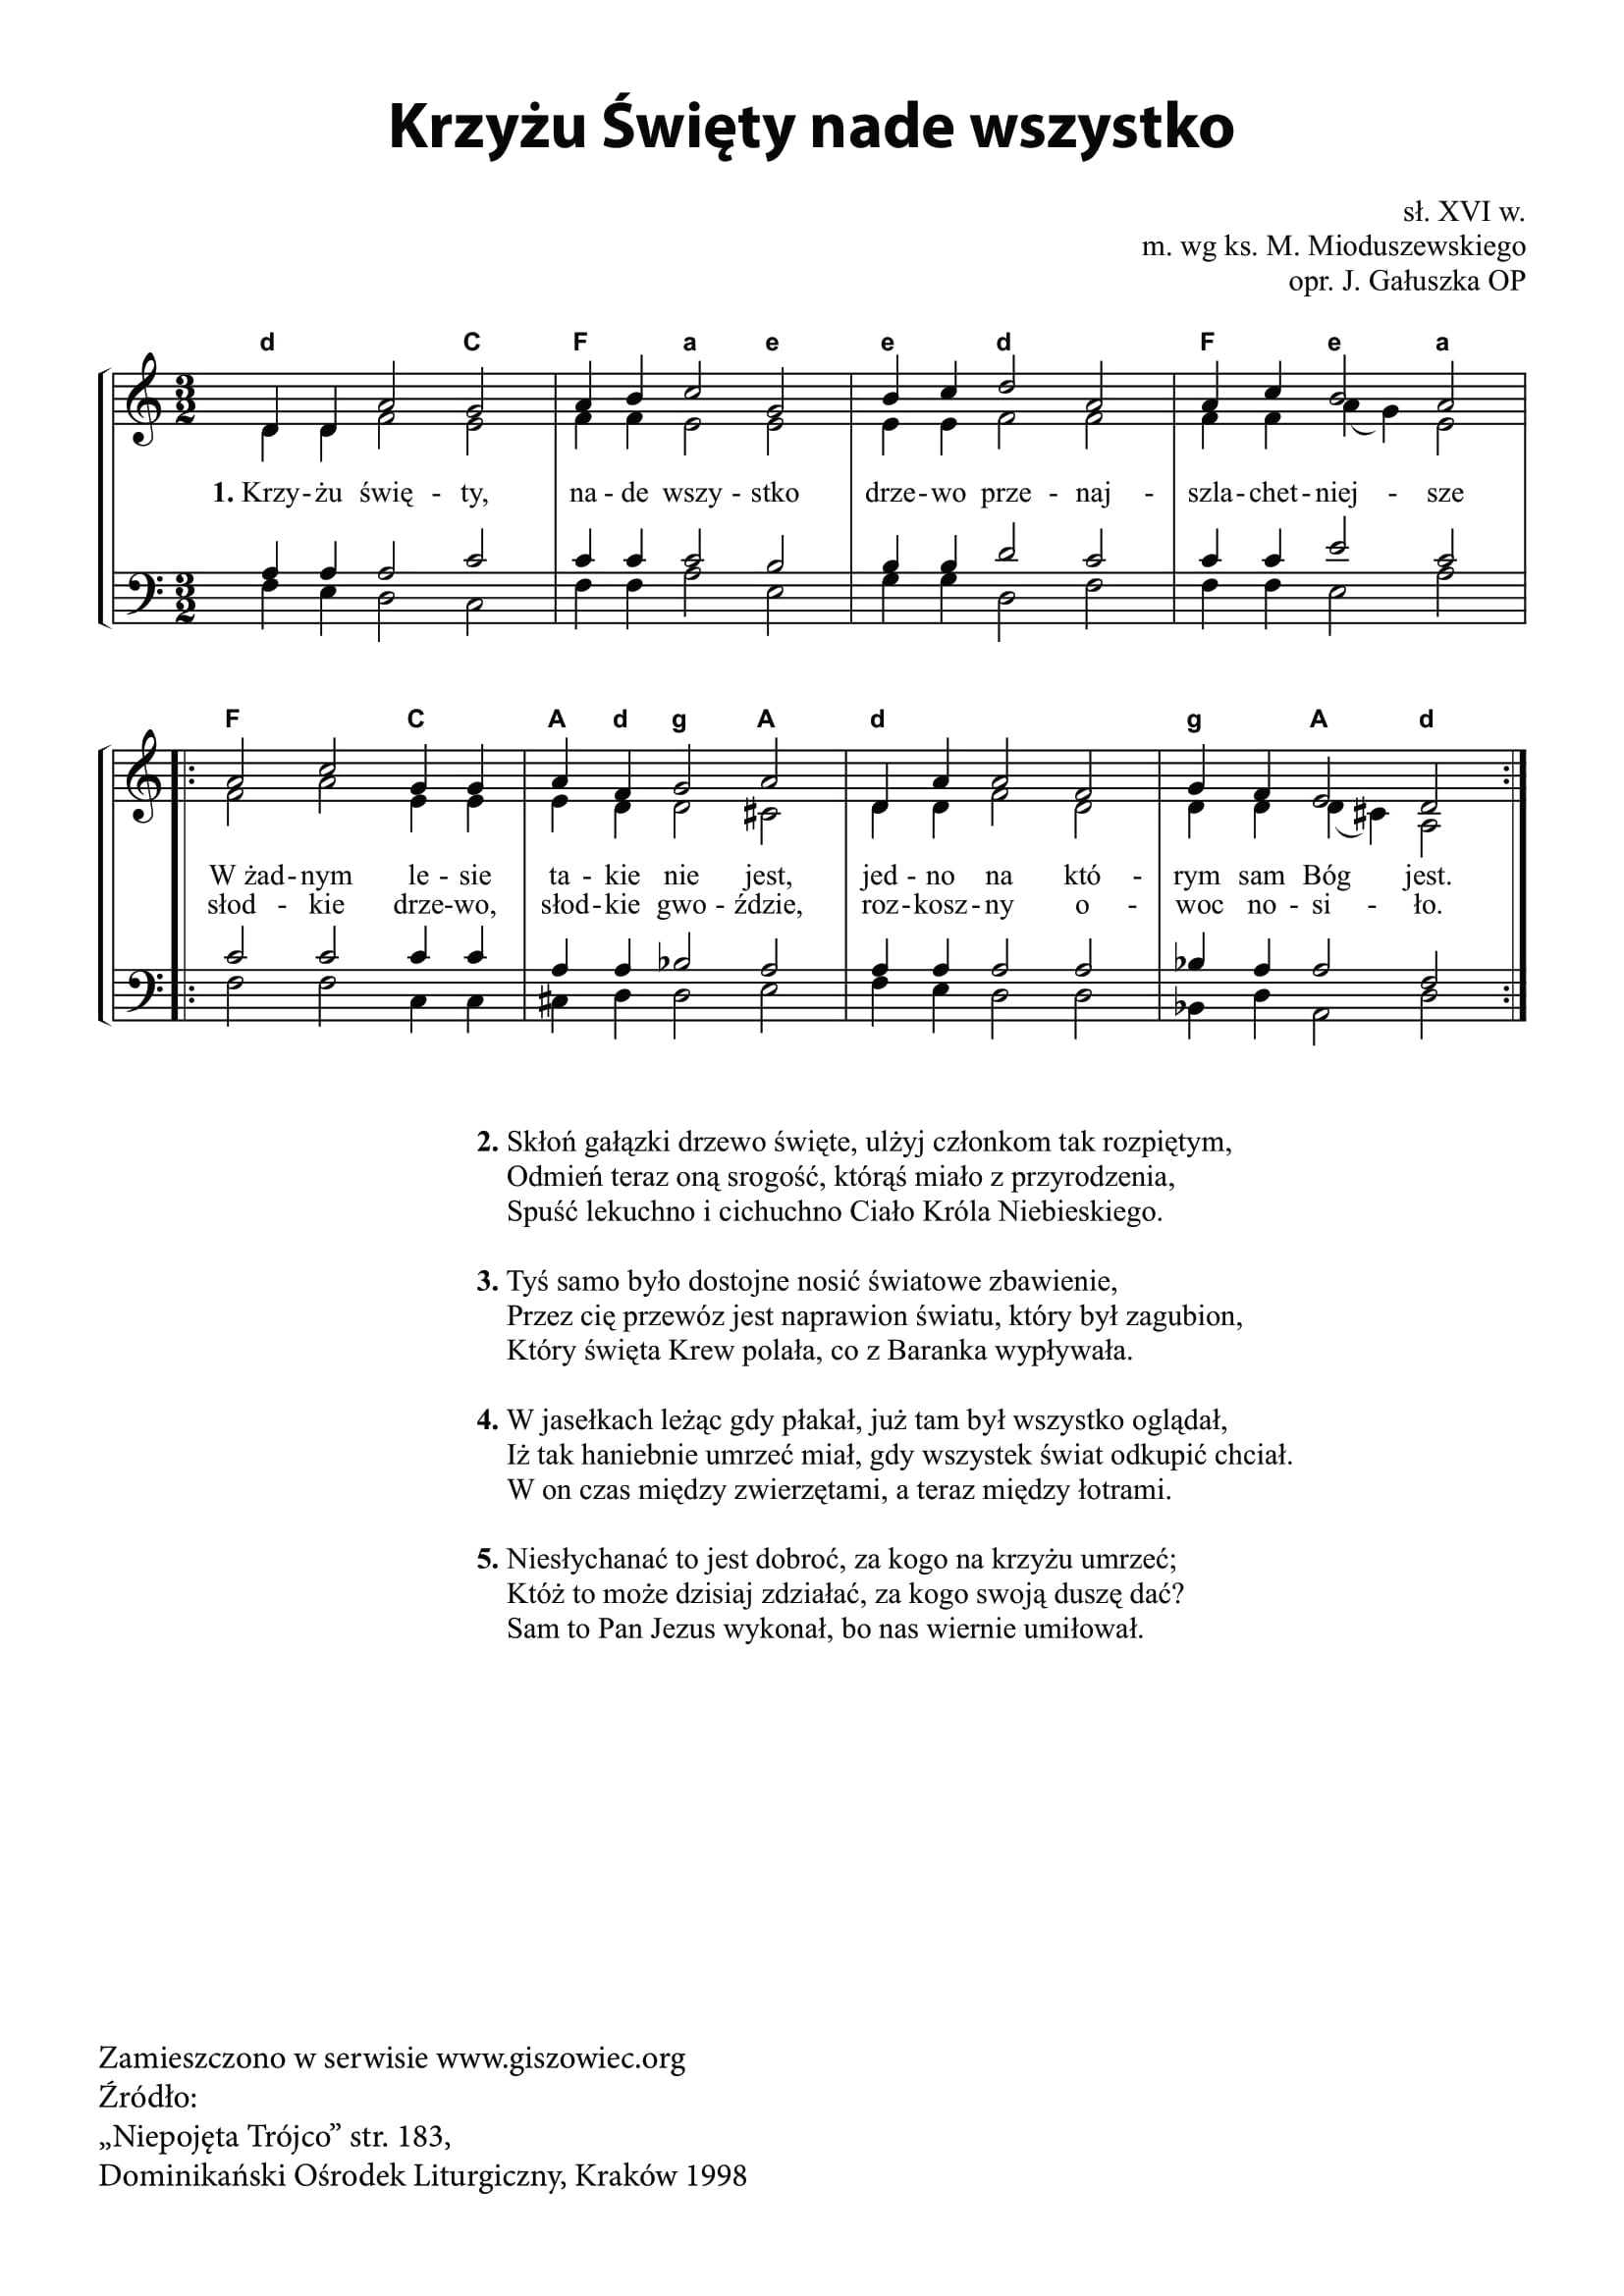 Krzyżu Święty nade wszystko
sł. XVI w.
m. wg ks. M. Mioduszewskiego
opr. J. Gałuszka OP
d C F a e e d F e a
3 2
1. Krzy - żu świę - ty, na - de wszy - stko drze - wo prze - naj - szla - chet - niej - sze
3 2
F C A d g A d g A d
W żad - nym le - sie ta - kie nie jest, jed - no na któ - rym sam Bóg jest.
słod - kie drze - wo, słod - kie gwo - ździe, roz - kosz - ny o - woc no - si - ło.
2. Skłoń gałązki drzewo święte, ulżyj członkom tak rozpiętym,
Odmień teraz oną srogość, którąś miało z przyrodzenia,
Spuść lekuchno i cichuchno Ciało Króla Niebieskiego.
3. Tyś samo było dostojne nosić światowe zbawienie,
Przez cię przewóz jest naprawion światu, który był zagubion,
Który święta Krew polała, co z Baranka wypływała.
4. W jasełkach leżąc gdy płakał, już tam był wszystko oglądał,
Iż tak haniebnie umrzeć miał, gdy wszystek świat odkupić chciał.
W on czas między zwierzętami, a teraz między łotrami.
5. Niesłychanać to jest dobroć, za kogo na krzyżu umrzeć;
Któż to może dzisiaj zdziałać, za kogo swoją duszę dać?
Sam to Pan Jezus wykonał, bo nas wiernie umiłował.
Zamieszczono w serwisie www.giszowiec.org
Źródło:
„Niepojęta Trójco” str. 183,
Dominikański Ośrodek Liturgiczny, Kraków 1998